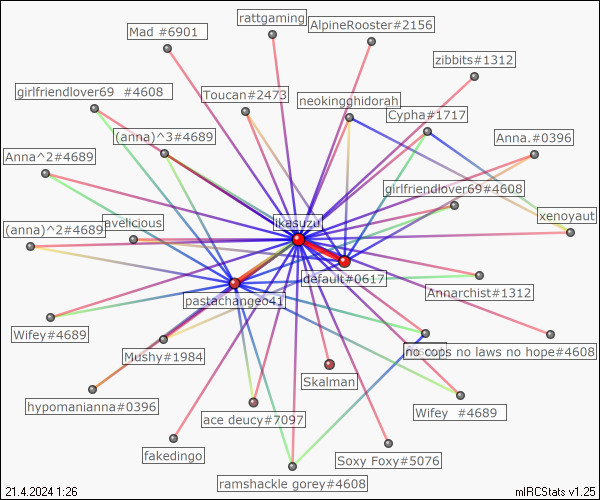 rattgaming
AlpineRooster#2156
Mad #6901
zibbits#1312
girlfriendlover69 #4608
Toucan#2473
neokingghidorah
Cypha#1717
(anna)^3#4689
Anna.#0396
Anna^2#4689
girlfriendlover69#4608
xenoyaut
(anna)^2#4689
avelicious
ikasuzu
default#0617
Annarchist#1312
pastachange041
Wifey#4689
Mushy#1984
no cops no laws no hope#4608
Skalman
hypomanianna#0396
ace deucy#7097
Wifey #4689
fakedingo
Soxy Foxy#5076
ramshackle gorey#4608
21.4.2024 1:26
mIRCStats v1.25